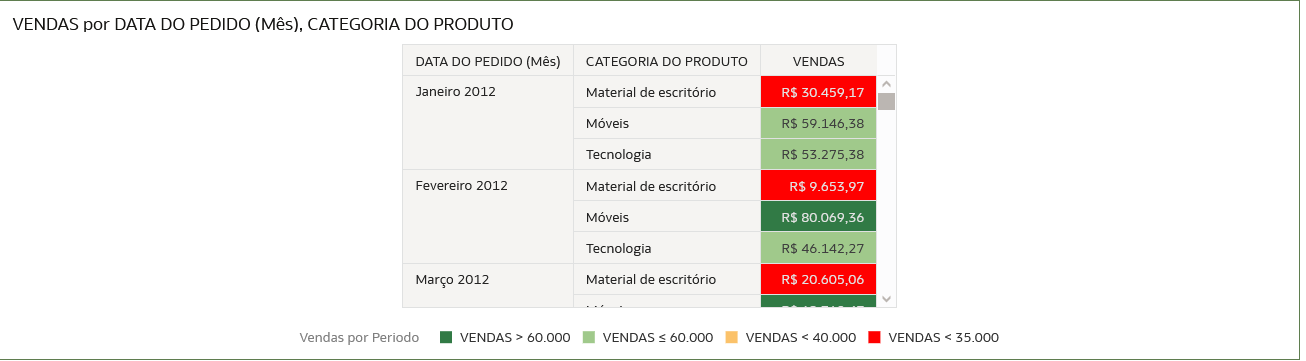 VENDAS por DATA DO PEDIDO (Mês), CATEGORIA DO PRODUTO
DATA DO PEDIDO (Mês) CATEGORIA DO PRODUTO VENDAS
Janeiro 2012 Material de escritório R$ 30.459,17
Móveis R$ 59.146,38
Tecnologia R$ 53.275,38
Fevereiro 2012 Material de escritório R$ 9.653,97
Móveis R$ 80.069,36
Tecnologia R$ 46.142,27
Março 2012 Material de escritório R$ 20.605,06
Vendas por Periodo VENDAS > 60.000 VENDAS ≤ 60.000 VENDAS < 40.000 VENDAS < 35.000